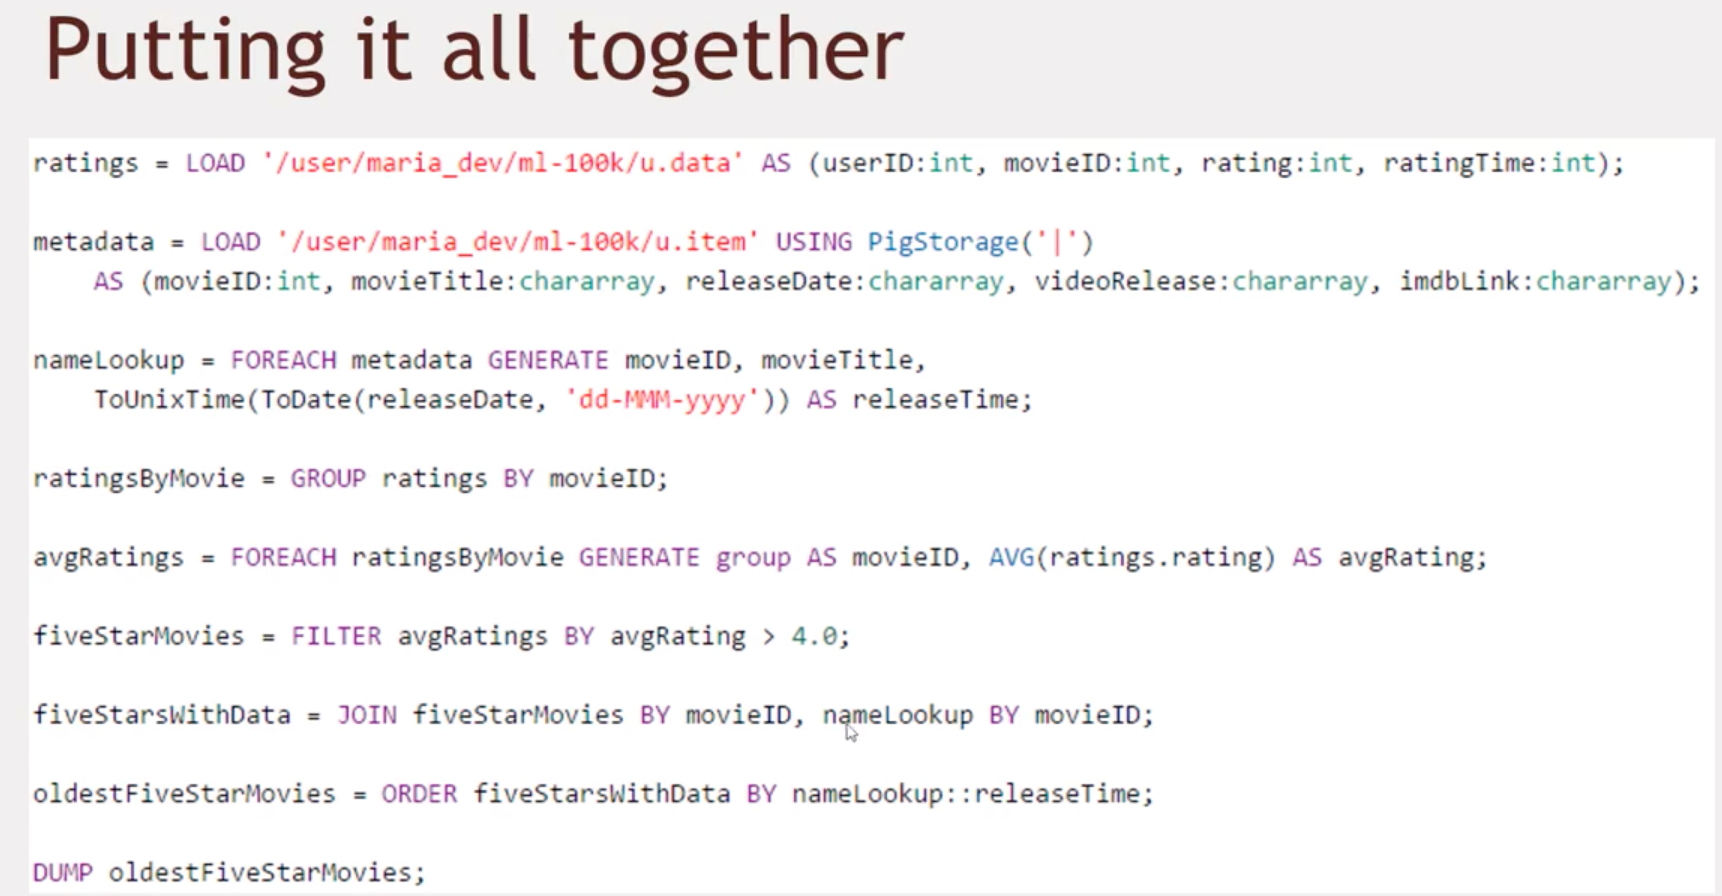 Putting it all together
ratings = LOAD '/user/maria_dev/ml-100k/u.data' AS (userID:int, movieID:int, rating:int, ratingTime:int);
metadata = LOAD '/user/maria_dev/ml-100k/u.item' USING PigStorage('|')
AS (movieID:int, movieTitle:chararray, releaseDate:chararray, videoRelease:chararray, imdbLink:chararray);
nameLookup = FOREACH metadata GENERATE movieID, movieTitle,
ToUnixTime(ToDate(releaseDate, 'dd-MMM-yyyy')) AS releaseTime;
ratingsByMovie = GROUP ratings BY movieID;
avgRatings = FOREACH ratingsByMovie GENERATE group AS movieID, AVG(ratings.rating) AS avgRating;
fiveStarMovies = FILTER avgRatings BY avgRating > 4.0;
fiveStarsWithData = JOIN fiveStarMovies BY movieID, nameLookup BY movieID;
oldestFiveStarMovies = ORDER fiveStarsWithData BY nameLookup::releaseTime;
DUMP oldestFiveStarMovies;